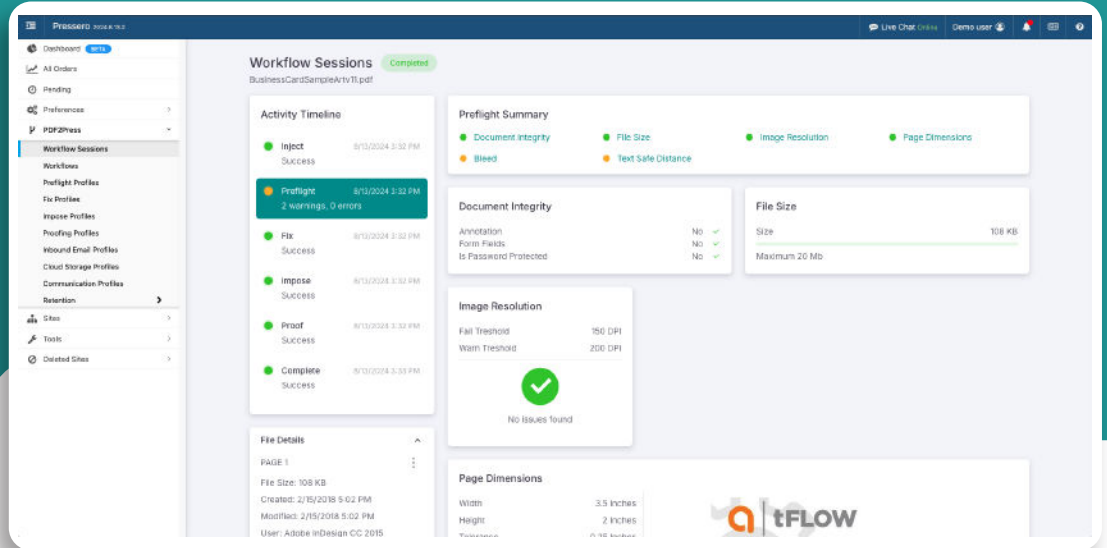 Pressero 2024.6.15.2
Live Chat Online
Demo user
Dashboard BETA
All Orders
Pending
Preferences
PDF2Press
Workflow Sessions
Workflows
Preflight Profiles
Fix Profiles
Impose Profiles
Proofing Profiles
Inbound Email Profiles
Cloud Storage Profiles
Communication Profiles
Retention
Sites
Tools
Deleted Sites
Workflow Sessions Completed
BusinessCardSampleArtv11.pdf
Activity Timeline
Inject 8/13/2024 3:32 PM
Success
Preflight 8/13/2024 3:32 PM
2 warnings, 0 errors
Fix 8/13/2024 3:32 PM
Success
Impose 8/13/2024 3:32 PM
Success
Proof 8/13/2024 3:32 PM
Success
Complete 8/13/2024 3:33 PM
Success
File Details
PAGE 1
File Size: 108 KB
Created: 2/15/2018 5:02 PM
Modified: 2/15/2018 5:02 PM
User: Adobe InDesign CC 2015
Preflight Summary
Document Integrity
File Size
Image Resolution
Page Dimensions
Bleed
Text Safe Distance
Document Integrity
Annotation No
Form Fields No
Is Password Protected No
File Size
Size 108 KB
Maximum 20 Mb
Image Resolution
Fail Treshold 150 DPI
Warn Treshold 200 DPI
No issues found
Page Dimensions
Width 3.5 Inches
Height 2 Inches
Tolerance 0.25 Inches
a tFLOW